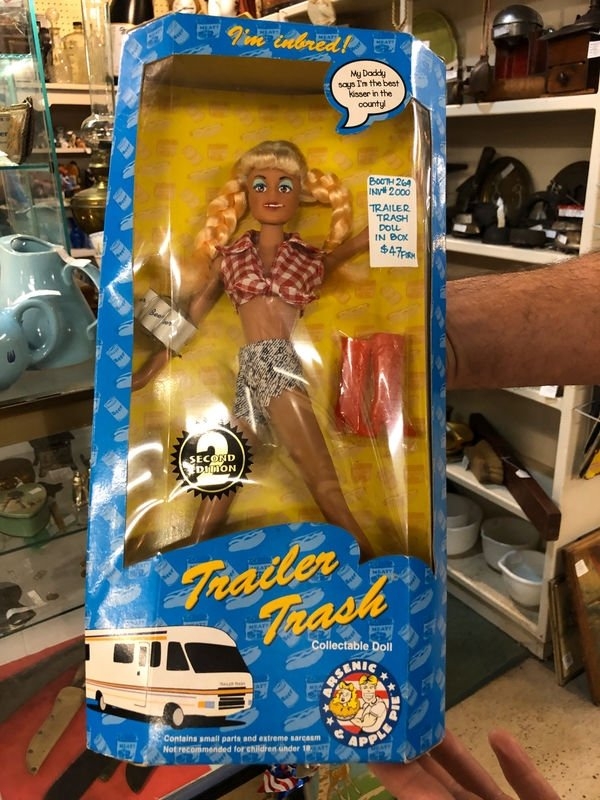 I'm inbred!
My Daddy
says I'm the best
kisser in the
county!
BOOTH 269
INV# 2000
TRAILER
TRASH
DOLL
IN BOX
$47 FIRM
2
SECOND
EDITION
Trailer
Trash
Collectable Doll
ARSENIC
& APPLE PIE
Contains small parts and extreme sarcasm
Not recommended for children under 18.